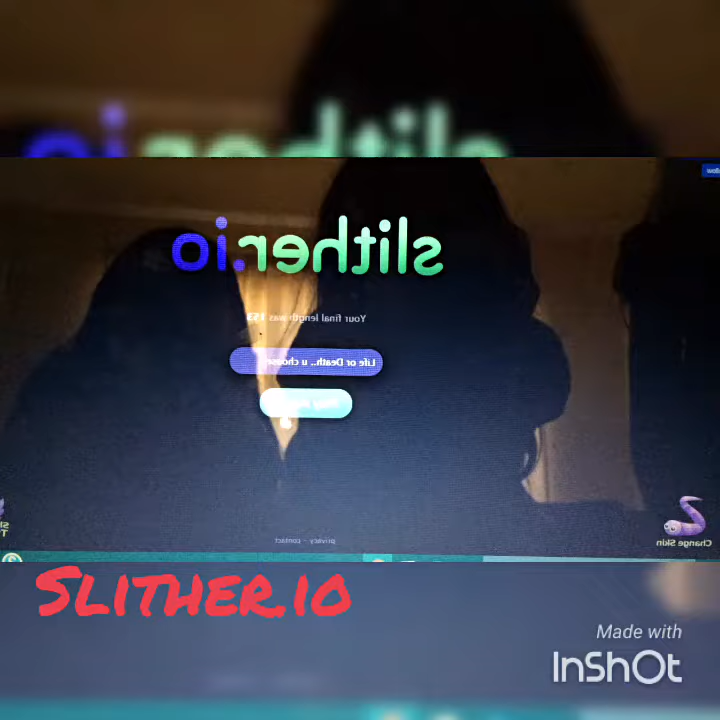 slither.io
Your final length was 153
Life or Death... u choose
privacy - contact
Change Skin
SLITHER.IO
Made with
InShOt